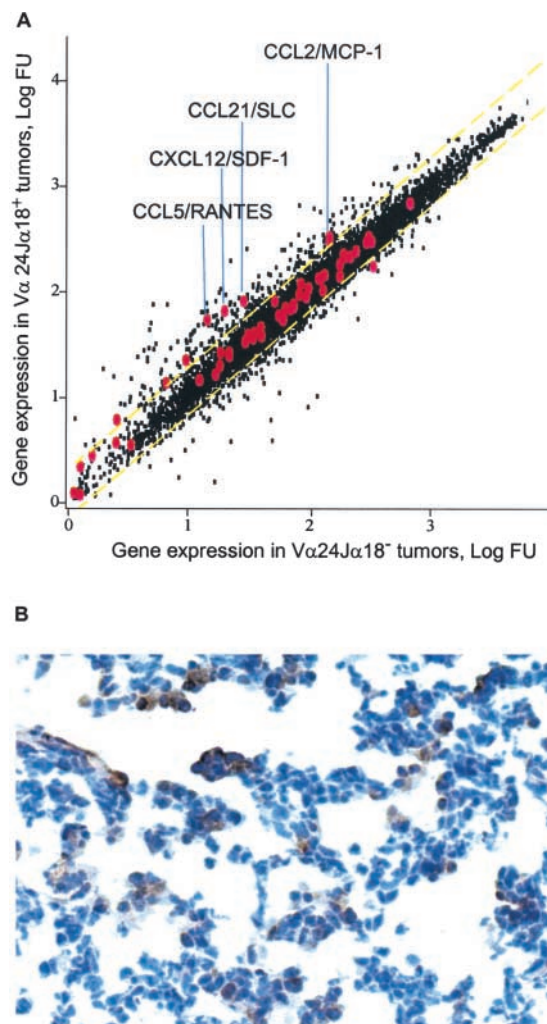 A
CCL2/MCP-1
CCL21/SLC
CXCL12/SDF-1
CCL5/RANTES
Gene expression in Vα 24Jα18⁺ tumors, Log FU
4
3
2
1
0
0 1 2 3
Gene expression in Vα24Jα18⁻ tumors, Log FU
B